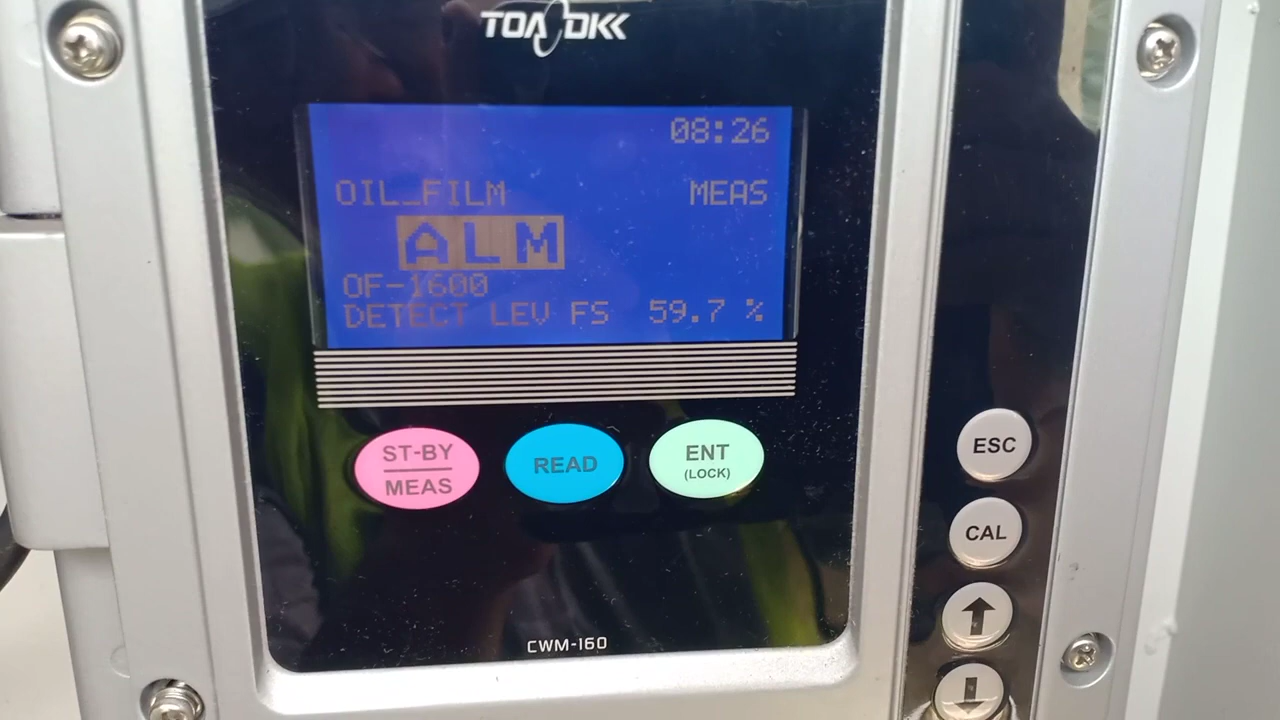 TOA DKK
08:26
OIL_FILM MEAS
ALM
OF-1600
DETECT LEV FS 59.7 %
ST-BY
MEAS
READ
ENT
(LOCK)
ESC
CAL
CWM-160